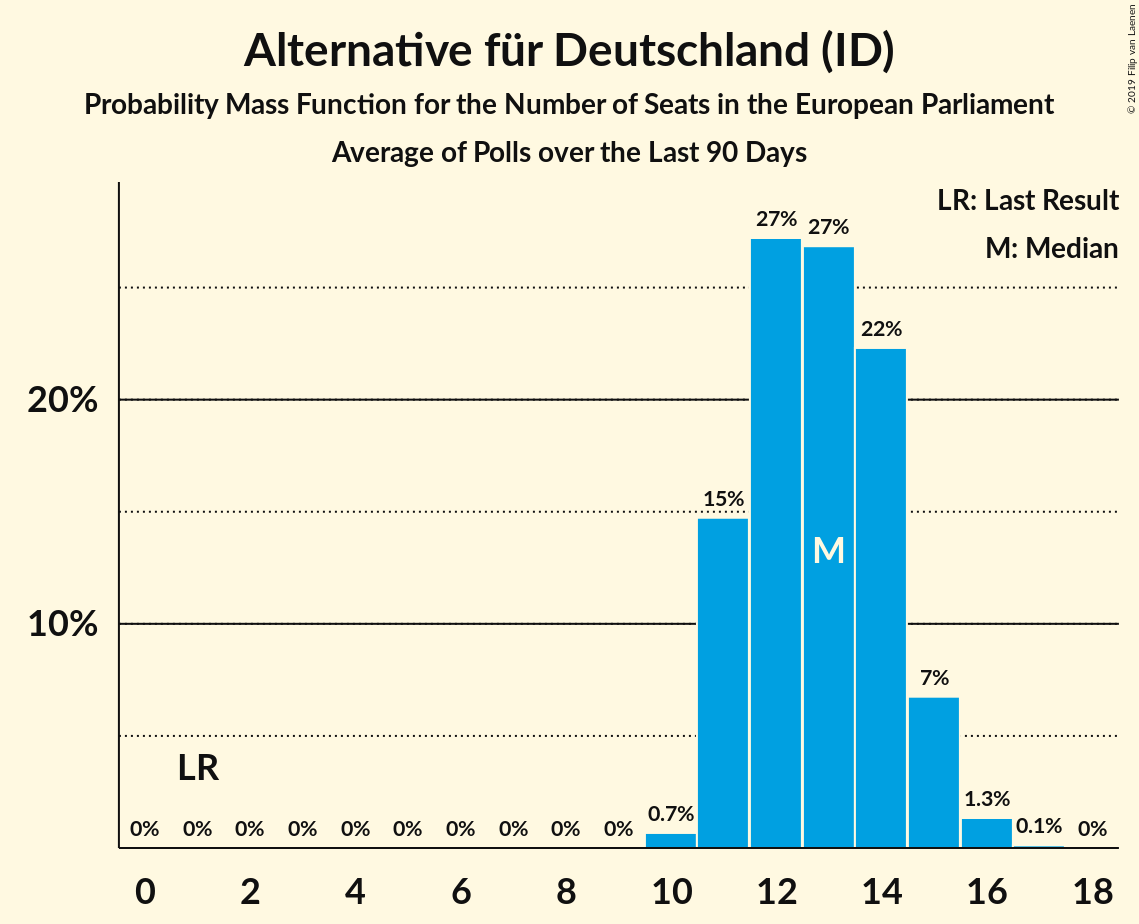 Alternative für Deutschland (ID)
Probability Mass Function for the Number of Seats in the European Parliament
Average of Polls over the Last 90 Days
© 2019 Filip van Laenen
LR: Last Result
M: Median
27% 27%
22%
20%
15%
M
10%
7%
LR
0% 0% 0% 0% 0% 0% 0% 0% 0% 0% 0.7% 1.3% 0.1% 0%
0 2 4 6 8 10 12 14 16 18